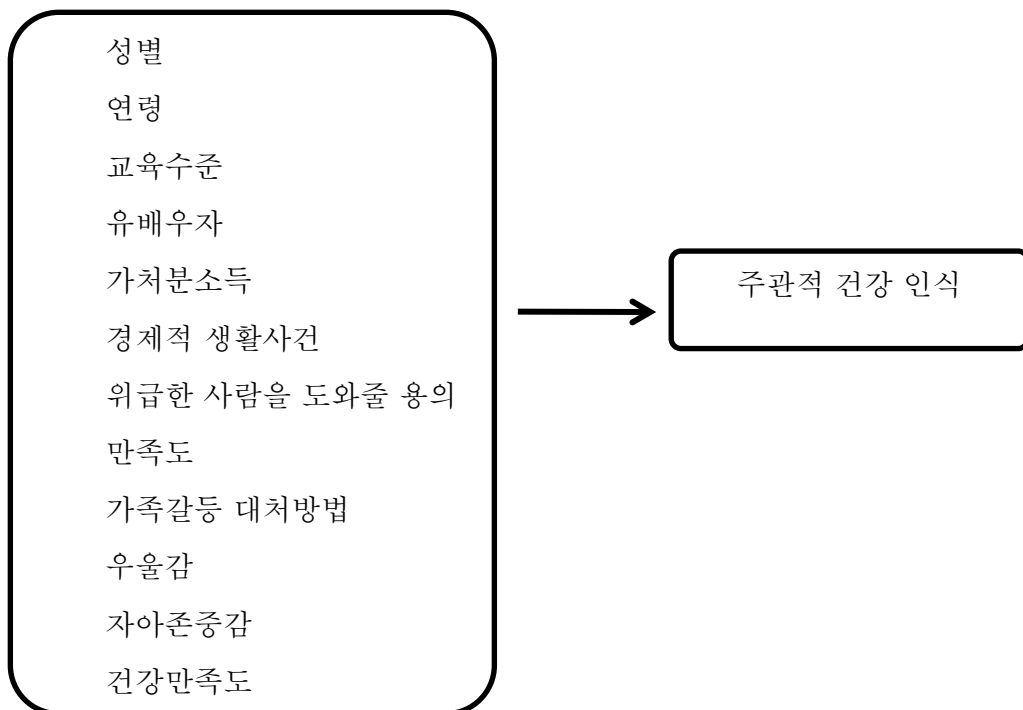 성별
연령
교육수준
유배우자
가처분소득
경제적 생활사건
위급한 사람을 도와줄 용의
만족도
가족갈등 대처방법
우울감
자아존중감
건강만족도
주관적 건강 인식